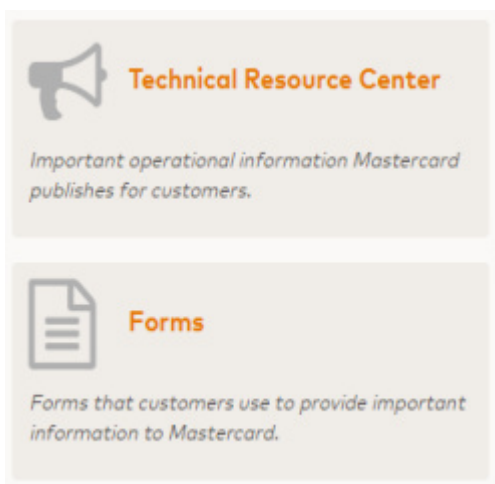 Technical Resource Center
Important operational information Mastercard
publishes for customers.
Forms
Forms that customers use to provide important
information to Mastercard.